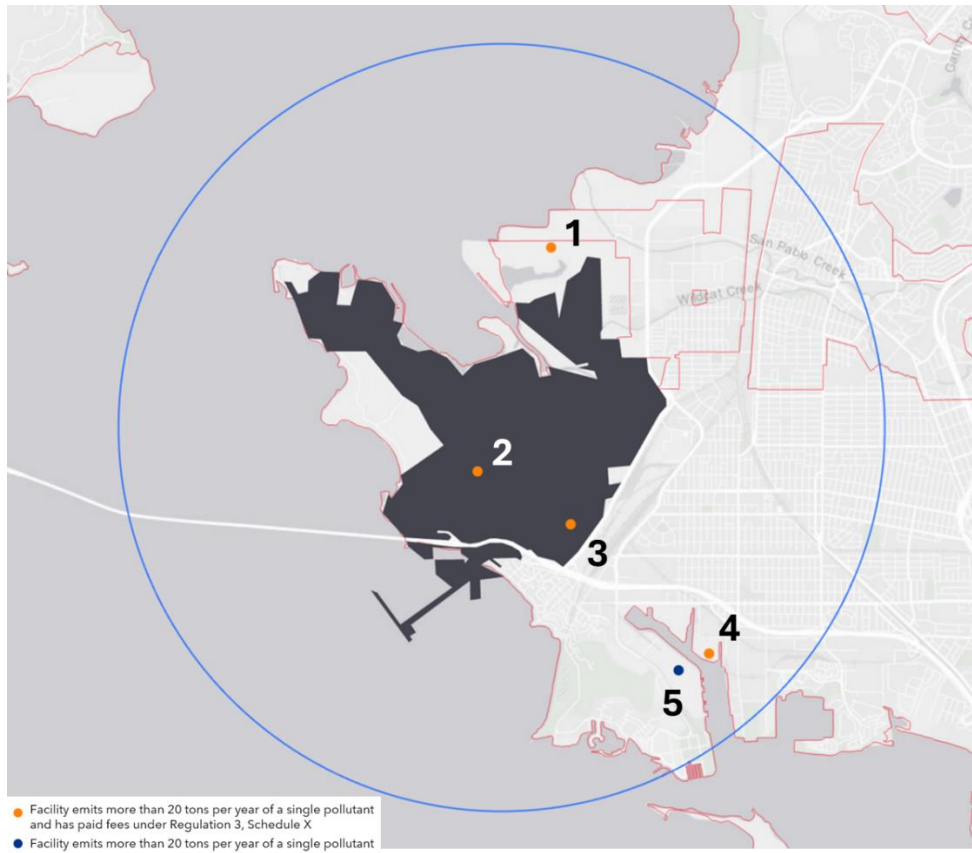 Garrity C
1
San Pablo Creek
Wildcat Creek
2
3
4
5
Facility emits more than 20 tons per year of a single pollutant
and has paid fees under Regulation 3, Schedule X
Facility emits more than 20 tons per year of a single pollutant